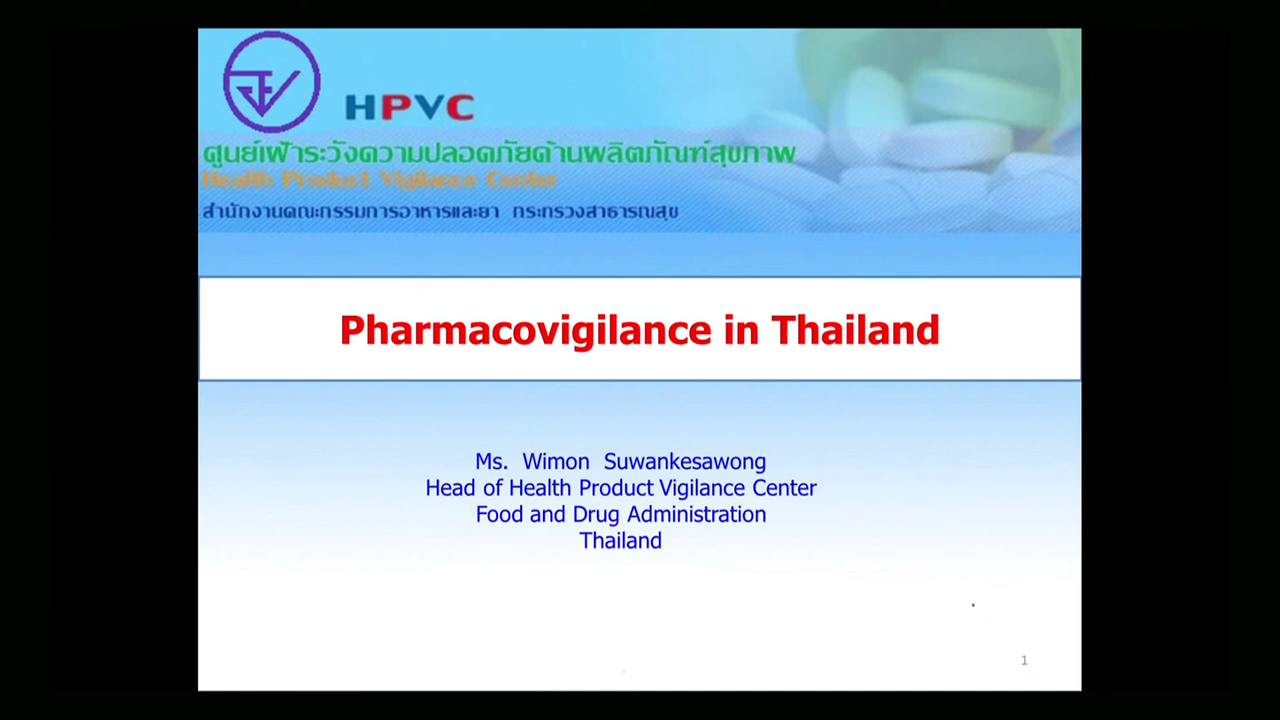 HPVC
ศูนย์เฝ้าระวังความปลอดภัยด้านผลิตภัณฑ์สุขภาพ
Health Product Vigilance Center
สำนักงานคณะกรรมการอาหารและยา กระทรวงสาธารณสุข
Pharmacovigilance in Thailand
Ms. Wimon Suwankesawong
Head of Health Product Vigilance Center
Food and Drug Administration
Thailand
1